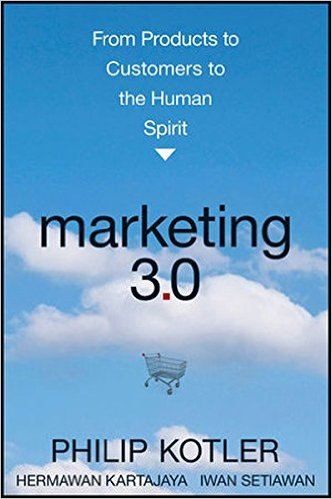 From Products to
Customers to
the Human
Spirit
marketing
3.0
PHILIP KOTLER
HERMAWAN KARTAJAYA IWAN SETIAWAN